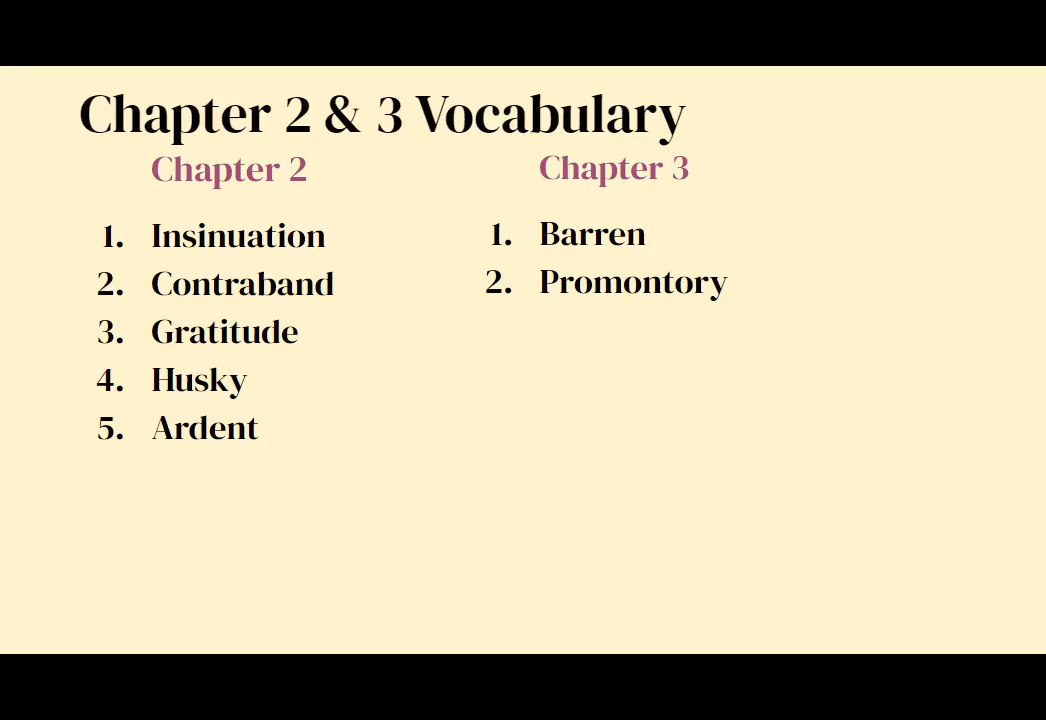 Chapter 2 & 3 Vocabulary
Chapter 2
1. Insinuation
2. Contraband
3. Gratitude
4. Husky
5. Ardent
Chapter 3
1. Barren
2. Promontory